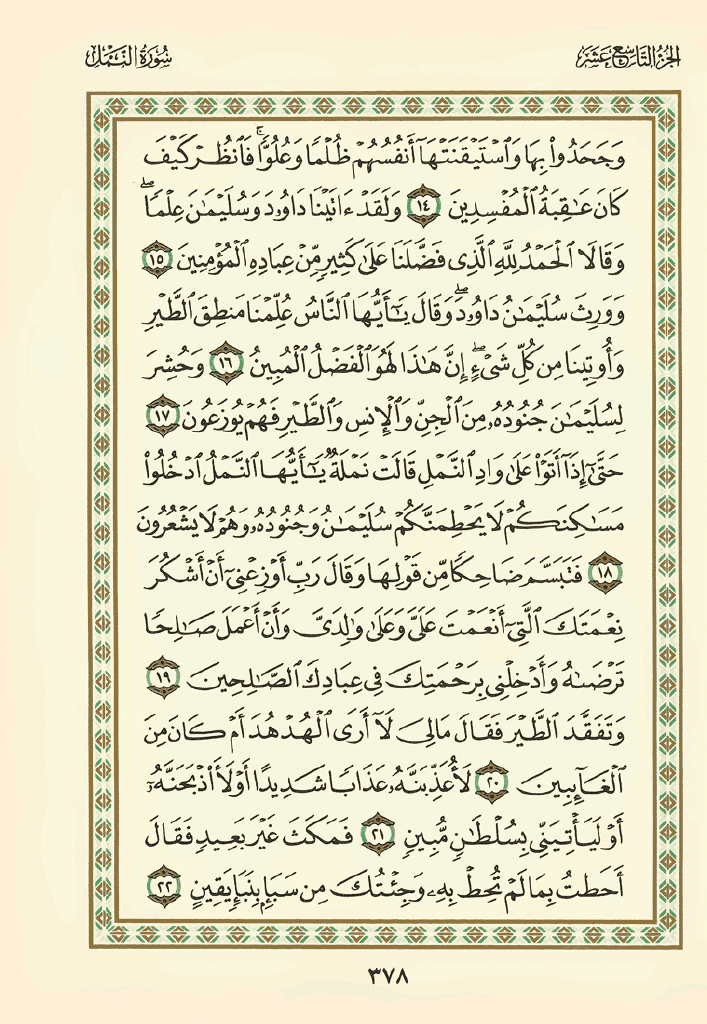 الجزء التاسع عشر
سورة النمل
وَجَحَدُوا۟ بِهَا وَٱسْتَيْقَنَتْهَآ أَنفُسُهُمْ ظُلْمًا وَعُلُوًّا ۚ فَٱنظُرْ كَيْفَ
كَانَ عَـٰقِبَةُ ٱلْمُفْسِدِينَ ١٤ وَلَقَدْ ءَاتَيْنَا دَاوُۥدَ وَسُلَيْمَـٰنَ عِلْمًا ۖ
وَقَالَا ٱلْحَمْدُ لِلَّهِ ٱلَّذِى فَضَّلَنَا عَلَىٰ كَثِيرٍ مِّنْ عِبَادِهِ ٱلْمُؤْمِنِينَ ١٥
وَوَرِثَ سُلَيْمَـٰنُ دَاوُۥدَ ۖ وَقَالَ يَـٰٓأَيُّهَا ٱلنَّاسُ عُلِّمْنَا مَنطِقَ ٱلطَّيْرِ
وَأُوتِينَا مِن كُلِّ شَىْءٍ ۖ إِنَّ هَـٰذَا لَهُوَ ٱلْفَضْلُ ٱلْمُبِينُ ١٦ وَحُشِرَ
لِسُلَيْمَـٰنَ جُنُودُهُۥ مِنَ ٱلْجِنِّ وَٱلْإِنسِ وَٱلطَّيْرِ فَهُمْ يُوزَعُونَ ١٧
حَتَّىٰٓ إِذَآ أَتَوْا۟ عَلَىٰ وَادِ ٱلنَّمْلِ قَالَتْ نَمْلَةٌ يَـٰٓأَيُّهَا ٱلنَّمْلُ ٱدْخُلُوا۟
مَسَـٰكِنَكُمْ لَا يَحْطِمَنَّكُمْ سُلَيْمَـٰنُ وَجُنُودُهُۥ وَهُمْ لَا يَشْعُرُونَ
١٨ فَتَبَسَّمَ ضَاحِكًا مِّن قَوْلِهَا وَقَالَ رَبِّ أَوْزِعْنِىٓ أَنْ أَشْكُرَ
نِعْمَتَكَ ٱلَّتِىٓ أَنْعَمْتَ عَلَىَّ وَعَلَىٰ وَٰلِدَىَّ وَأَنْ أَعْمَلَ صَـٰلِحًا
تَرْضَىٰهُ وَأَدْخِلْنِى بِرَحْمَتِكَ فِى عِبَادِكَ ٱلصَّـٰلِحِينَ ١٩
وَتَفَقَّدَ ٱلطَّيْرَ فَقَالَ مَالِىَ لَآ أَرَى ٱلْهُدْهُدَ أَمْ كَانَ مِنَ
ٱلْغَآئِبِينَ ٢٠ لَأُعَذِّبَنَّهُۥ عَذَابًا شَدِيدًا أَوْ لَأَا۟ذْبَحَنَّهُۥٓ
أَوْ لَيَأْتِيَنِّى بِسُلْطَـٰنٍ مُّبِينٍ ٢١ فَمَكَثَ غَيْرَ بَعِيدٍ فَقَالَ
أَحَطتُ بِمَا لَمْ تُحِطْ بِهِۦ وَجِئْتُكَ مِن سَبَإٍۭ بِنَبَإٍ يَقِينٍ ٢٢
٣٧٨